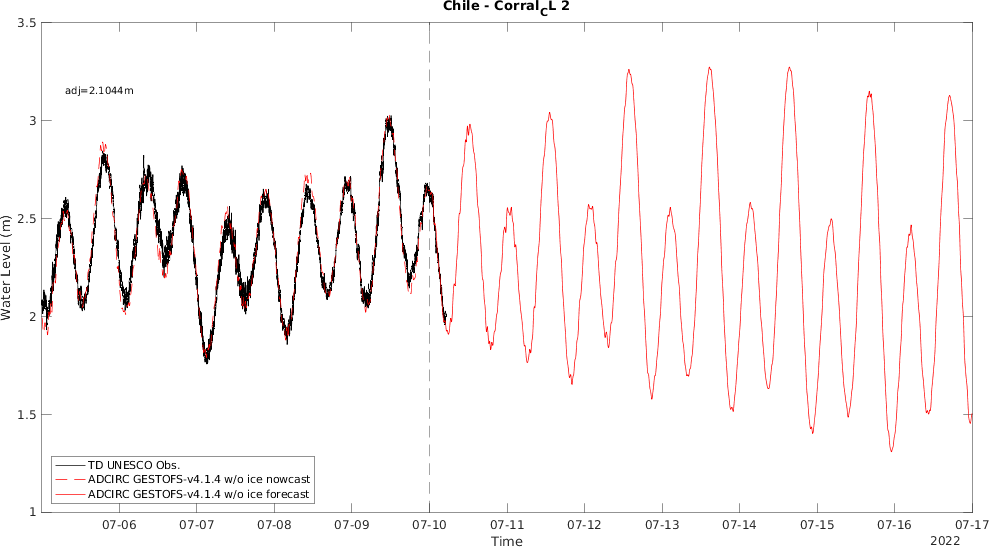 Chile - Corral_CL 2
3.5
adj=2.1044m
3
2.5
Water Level (m)
2
1.5
TD UNESCO Obs.
ADCIRC GESTOFS-v4.1.4 w/o ice nowcast
ADCIRC GESTOFS-v4.1.4 w/o ice forecast
1
07-06 07-07 07-08 07-09 07-10 07-11 07-12 07-13 07-14 07-15 07-16 07-17
Time
2022